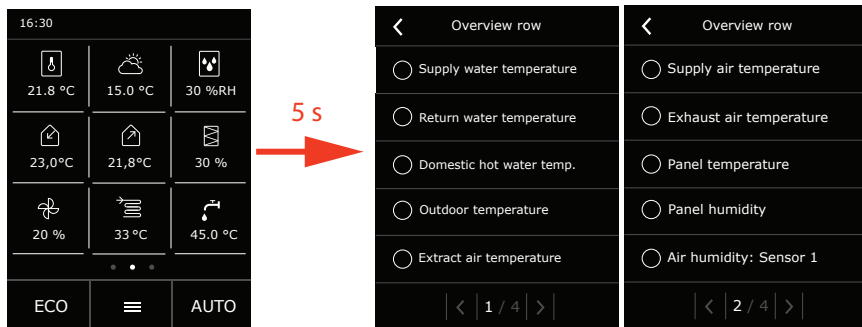 16:30
21.8 °C 15.0 °C 30 %RH
23,0°C 21,8°C 30 %
20 % 33 °C 45.0 °C
ECO AUTO
5 s
Overview row
Supply water temperature
Return water temperature
Domestic hot water temp.
Outdoor temperature
Extract air temperature
< 1 / 4 >
Overview row
Supply air temperature
Exhaust air temperature
Panel temperature
Panel humidity
Air humidity: Sensor 1
< 2 / 4 >